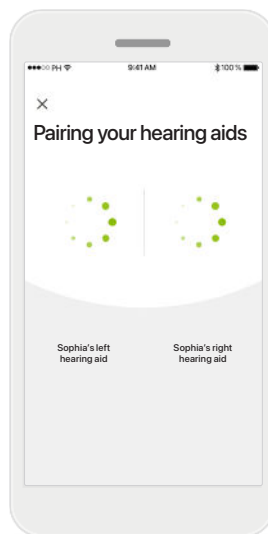 ●●●○○ PH 9:41 AM 100%
×
Pairing your hearing aids
Sophia's left Sophia's right
hearing aid hearing aid